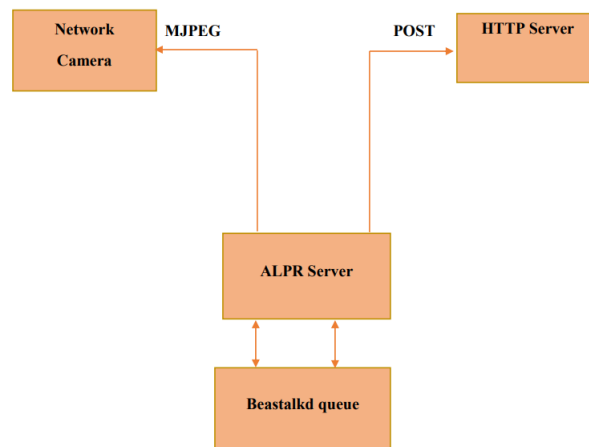 Network
Camera
MJPEG
POST
HTTP Server
ALPR Server
Beastalkd queue